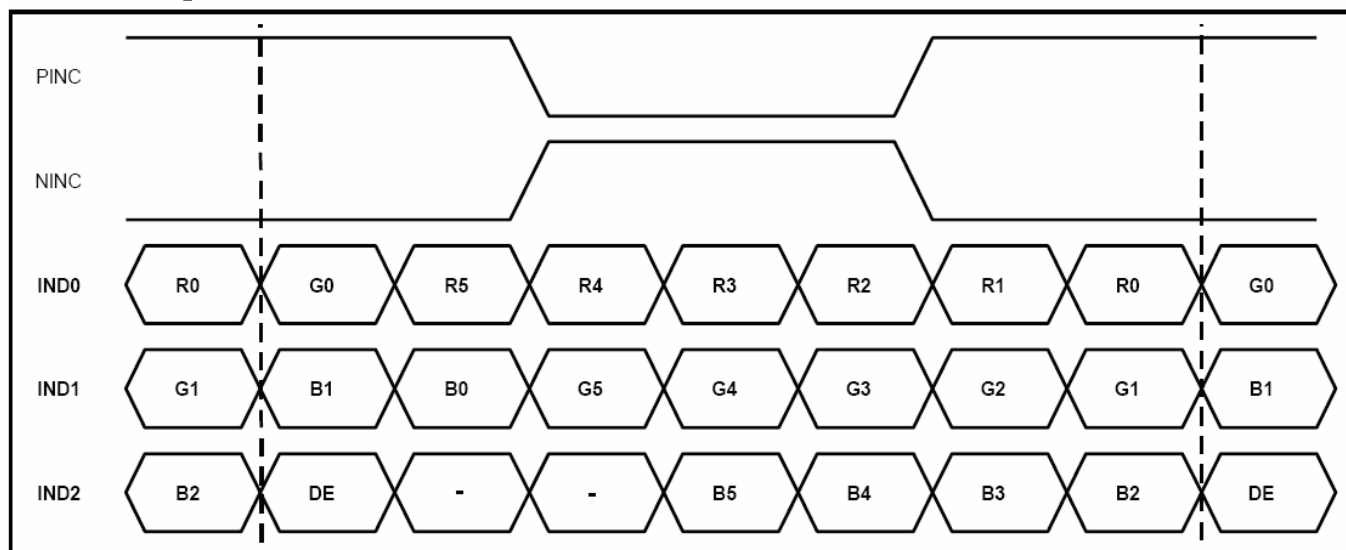 PINC
NINC
IND0 R0 G0 R5 R4 R3 R2 R1 R0 G0
IND1 G1 B1 B0 G5 G4 G3 G2 G1 B1
IND2 B2 DE - - B5 B4 B3 B2 DE